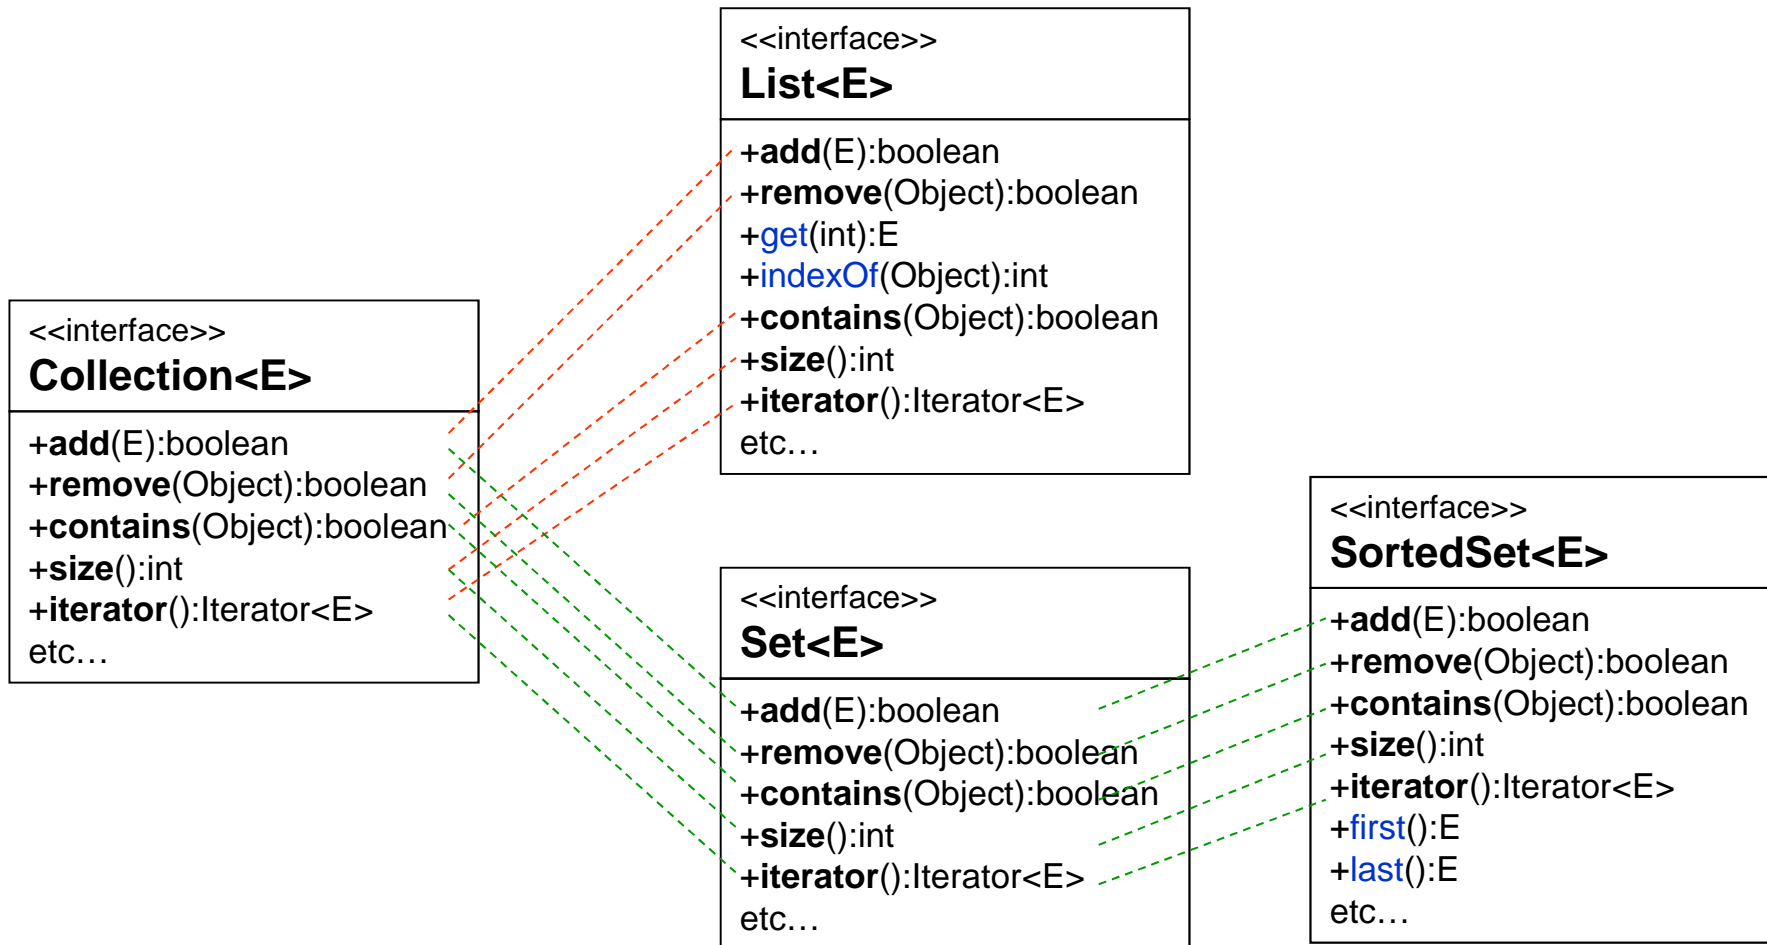 <<interface>>
Collection<E>
+add(E):boolean
+remove(Object):boolean
+contains(Object):boolean
+size():int
+iterator():Iterator<E>
etc…
<<interface>>
List<E>
+add(E):boolean
+remove(Object):boolean
+get(int):E
+indexOf(Object):int
+contains(Object):boolean
+size():int
+iterator():Iterator<E>
etc…
<<interface>>
Set<E>
+add(E):boolean
+remove(Object):boolean
+contains(Object):boolean
+size():int
+iterator():Iterator<E>
etc…
<<interface>>
SortedSet<E>
+add(E):boolean
+remove(Object):boolean
+contains(Object):boolean
+size():int
+iterator():Iterator<E>
+first():E
+last():E
etc…